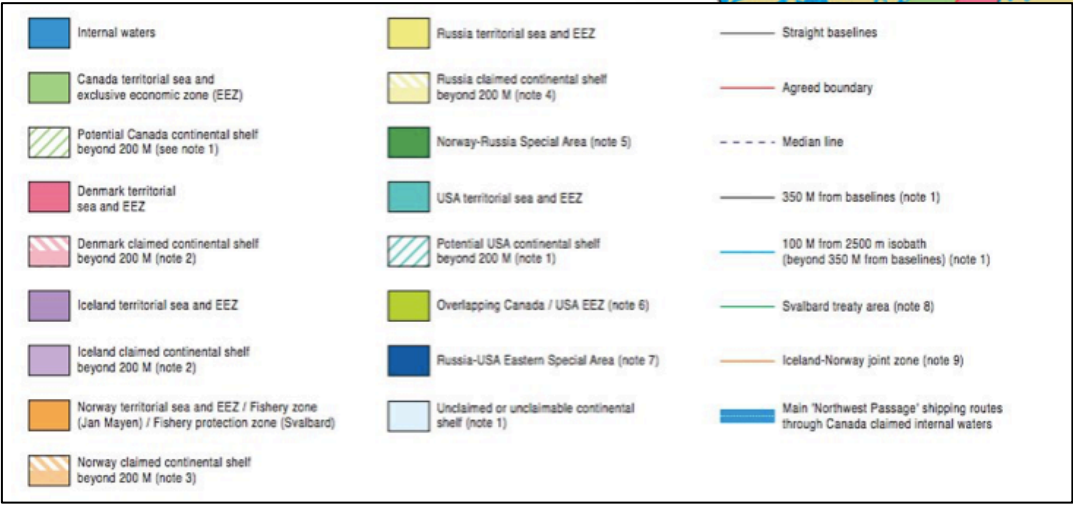 Internal waters
Canada territorial sea and
exclusive economic zone (EEZ)
Potential Canada continental shelf
beyond 200 M (see note 1)
Denmark territorial
sea and EEZ
Denmark claimed continental shelf
beyond 200 M (note 2)
Iceland territorial sea and EEZ
Iceland claimed continental shelf
beyond 200 M (note 2)
Norway territorial sea and EEZ / Fishery zone
(Jan Mayen) / Fishery protection zone (Svalbard)
Norway claimed continental shelf
beyond 200 M (note 3)
Russia territorial sea and EEZ
Russia claimed continental shelf
beyond 200 M (note 4)
Norway-Russia Special Area (note 5)
USA territorial sea and EEZ
Potential USA continental shelf
beyond 200 M (note 1)
Overlapping Canada / USA EEZ (note 6)
Russia-USA Eastern Special Area (note 7)
Unclaimed or unclaimable continental
shelf (note 1)
Straight baselines
Agreed boundary
Median line
350 M from baselines (note 1)
100 M from 2500 m isobath
(beyond 350 M from baselines) (note 1)
Svalbard treaty area (note 8)
Iceland-Norway joint zone (note 9)
Main 'Northwest Passage' shipping routes
through Canada claimed internal waters